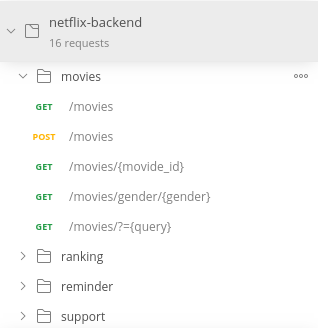 netflix-backend
16 requests
movies
GET /movies
POST /movies
GET /movies/{movide_id}
GET /movies/gender/{gender}
GET /movies/?={query}
ranking
reminder
support